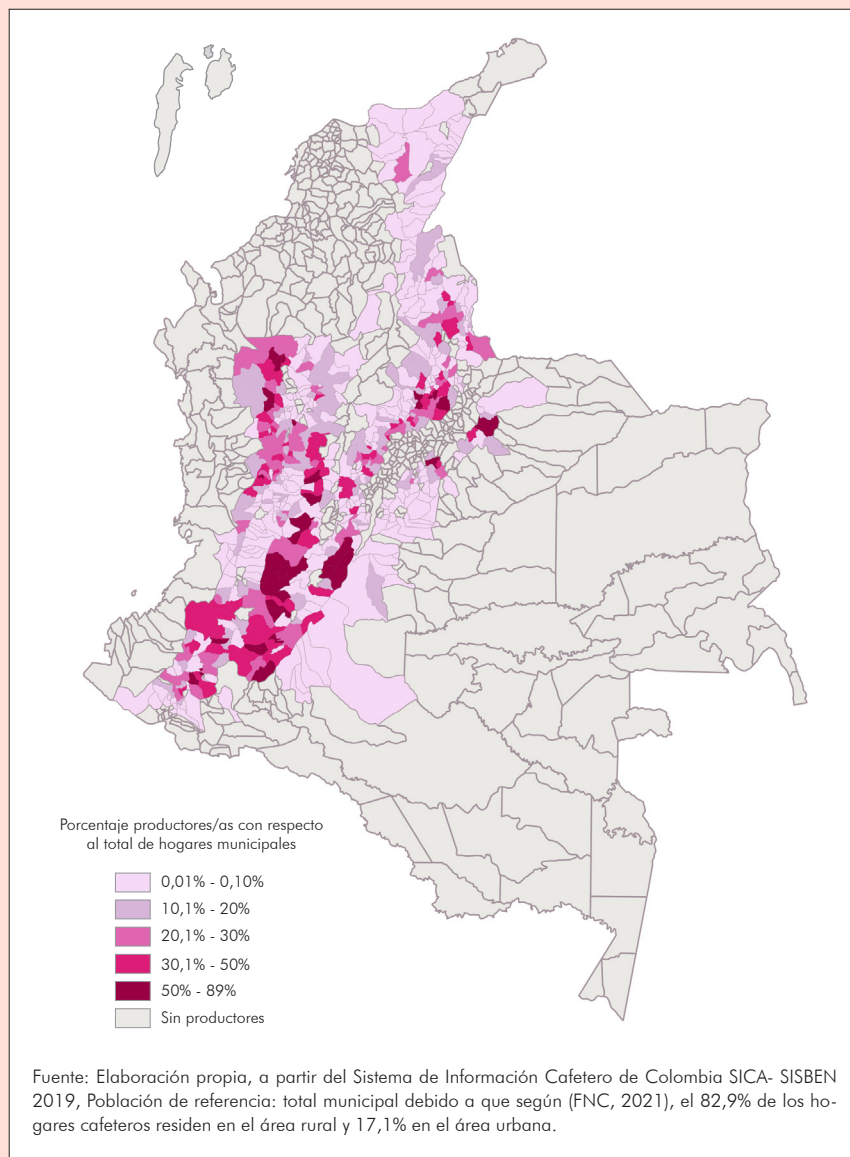 Porcentaje productores/as con respecto
al total de hogares municipales
0,01% - 0,10%
10,1% - 20%
20,1% - 30%
30,1% - 50%
50% - 89%
Sin productores
Fuente: Elaboración propia, a partir del Sistema de Información Cafetero de Colombia SICA- SISBEN
2019, Población de referencia: total municipal debido a que según (FNC, 2021), el 82,9% de los ho-
gares cafeteros residen en el área rural y 17,1% en el área urbana.